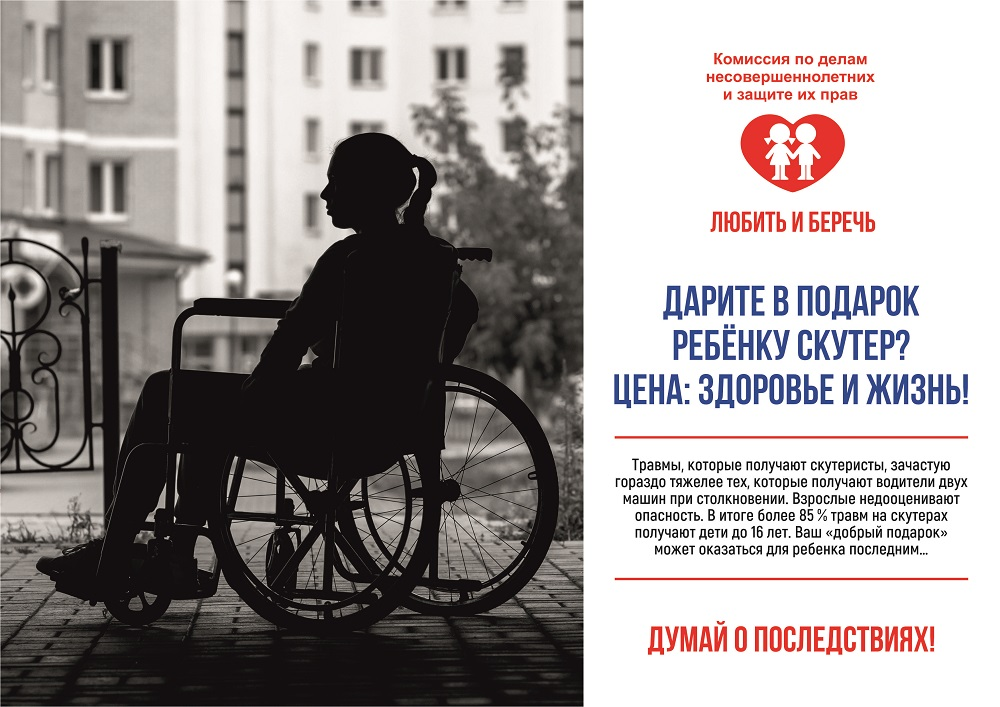 Комиссия по делам
несовершеннолетних
и защите их прав
ЛЮБИТЬ И БЕРЕЧЬ
ДАРИТЕ В ПОДАРОК
РЕБЁНКУ СКУТЕР?
ЦЕНА: ЗДОРОВЬЕ И ЖИЗНЬ!
Травмы, которые получают скутеристы, зачастую
гораздо тяжелее тех, которые получают водители двух
машин при столкновении. Взрослые недооценивают
опасность. В итоге более 85 % травм на скутерах
получают дети до 16 лет. Ваш «добрый подарок»
может оказаться для ребенка последним...
ДУМАЙ О ПОСЛЕДСТВИЯХ!